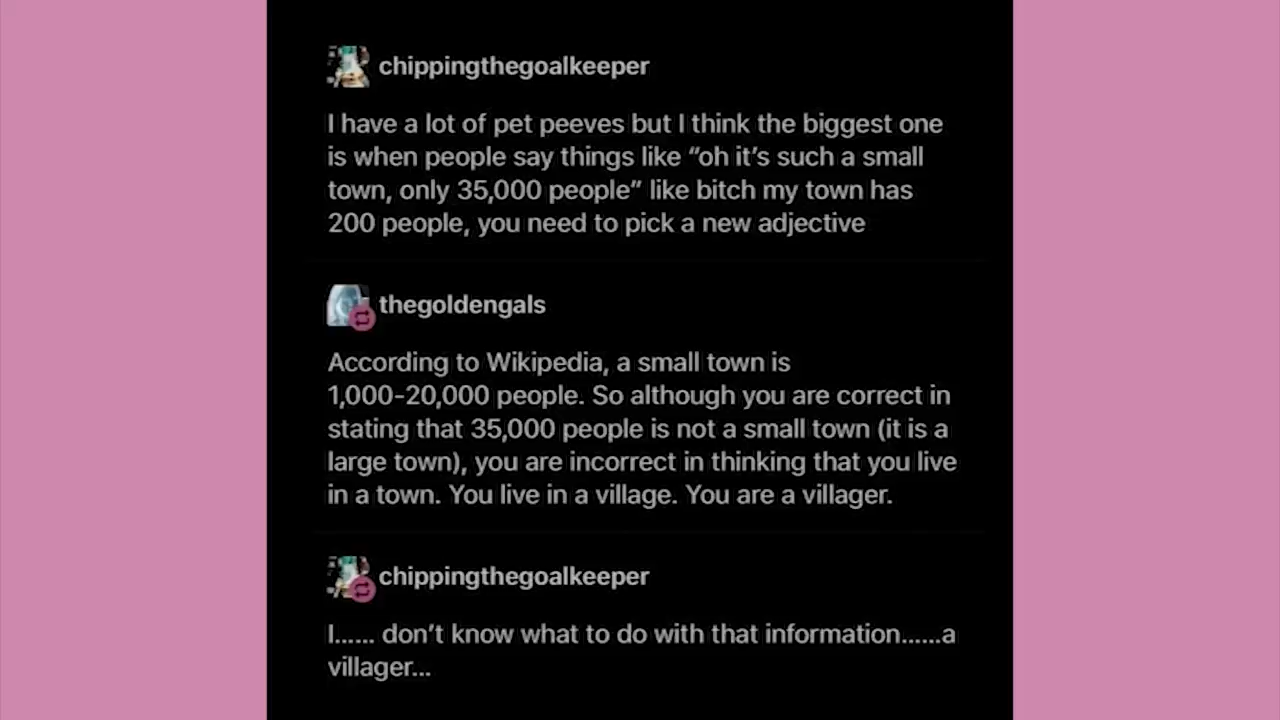 chippingthegoalkeeper
I have a lot of pet peeves but I think the biggest one
is when people say things like “oh it’s such a small
town, only 35,000 people” like bitch my town has
200 people, you need to pick a new adjective
thegoldengals
According to Wikipedia, a small town is
1,000-20,000 people. So although you are correct in
stating that 35,000 people is not a small town (it is a
large town), you are incorrect in thinking that you live
in a town. You live in a village. You are a villager.
chippingthegoalkeeper
I...... don’t know what to do with that information......a
villager...